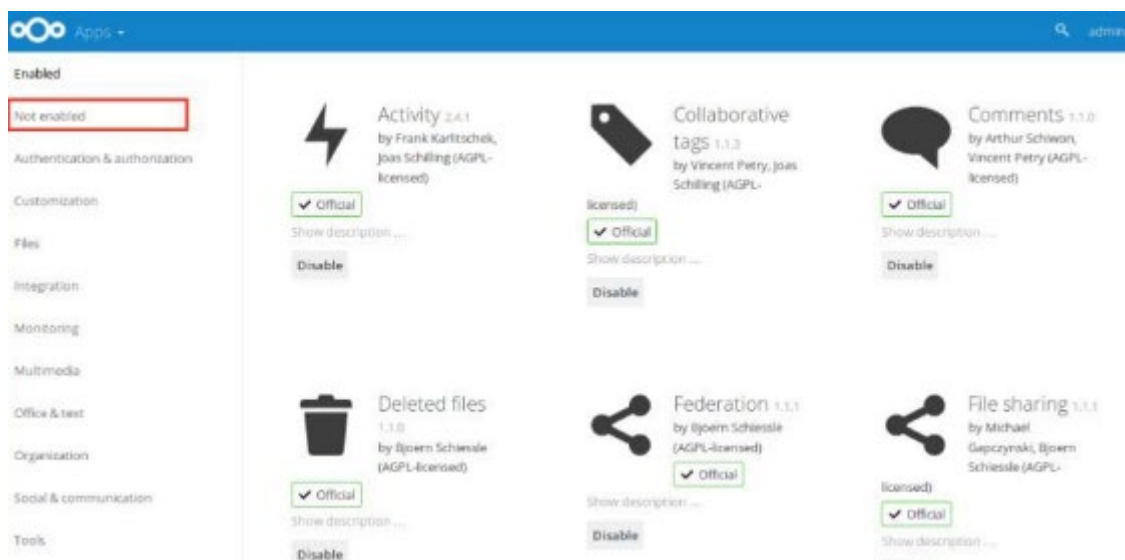 Apps
admin
Enabled
Not enabled
Authentication & authorization
Customization
Files
Integration
Monitoring
Multimedia
Office & text
Organization
Social & communication
Tools
Activity 2.4.1
by Frank Karlitschek,
Joas Schilling (AGPL-
licensed)
✔ Official
Show description ...
Disable
Collaborative
tags 1.1.3
by Vincent Petry, Joas
Schilling (AGPL-
licensed)
✔ Official
Show description ...
Disable
Comments 1.1.0
by Arthur Schiwon,
Vincent Petry (AGPL-
licensed)
✔ Official
Show description ...
Disable
Deleted files
1.1.0
by Bjoern Schiessle
(AGPL-licensed)
✔ Official
Show description ...
Disable
Federation 1.1.1
by Bjoern Schiessle
(AGPL-licensed)
✔ Official
Show description ...
Disable
File sharing 1.1.1
by Michael
Gapczynski, Bjoern
Schiessle (AGPL-
licensed)
✔ Official
Show description ...